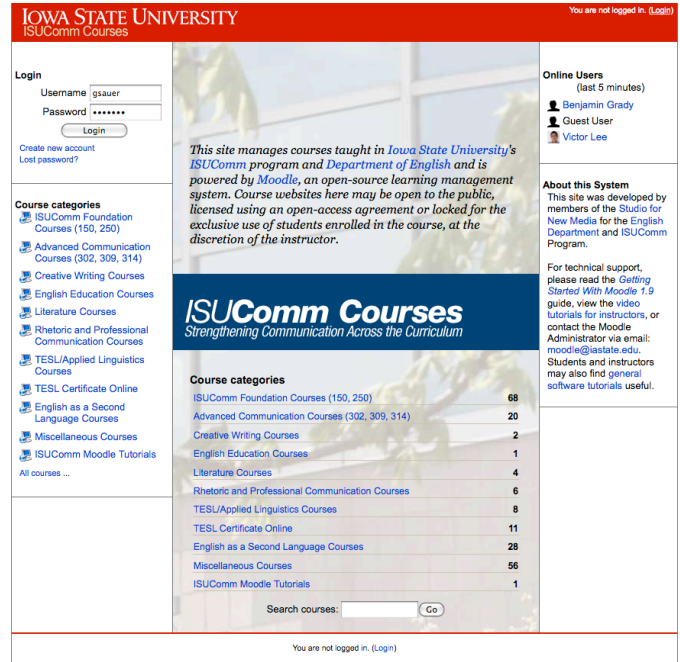 IOWA STATE UNIVERSITY
ISUComm Courses
You are not logged in. (Login)
Login
Username gsauer
Password •••••••
Login
Create new account
Lost password?
Course categories
ISUComm Foundation
Courses (150, 250)
Advanced Communication
Courses (302, 309, 314)
Creative Writing Courses
English Education Courses
Literature Courses
Rhetoric and Professional
Communication Courses
TESL/Applied Linguistics
Courses
TESL Certificate Online
English as a Second
Language Courses
Miscellaneous Courses
ISUComm Moodle Tutorials
All courses ...
This site manages courses taught in Iowa State University's
ISUComm program and Department of English and is
powered by Moodle, an open-source learning management
system. Course websites here may be open to the public,
licensed using an open-access agreement or locked for the
exclusive use of students enrolled in the course, at the
discretion of the instructor.
ISUComm Courses
Strengthening Communication Across the Curriculum
Course categories
ISUComm Foundation Courses (150, 250) 68
Advanced Communication Courses (302, 309, 314) 20
Creative Writing Courses 2
English Education Courses 1
Literature Courses 4
Rhetoric and Professional Communication Courses 6
TESL/Applied Linguistics Courses 8
TESL Certificate Online 11
English as a Second Language Courses 28
Miscellaneous Courses 56
ISUComm Moodle Tutorials 1
Search courses: Go
Online Users
(last 5 minutes)
Benjamin Grady
Guest User
Victor Lee
About this System
This site was developed by
members of the Studio for
New Media for the English
Department and ISUComm
Program.
For technical support,
please read the Getting
Started With Moodle 1.9
guide, view the video
tutorials for instructors, or
contact the Moodle
Administrator via email:
moodle@iastate.edu.
Students and instructors
may also find general
software tutorials useful.
You are not logged in. (Login)